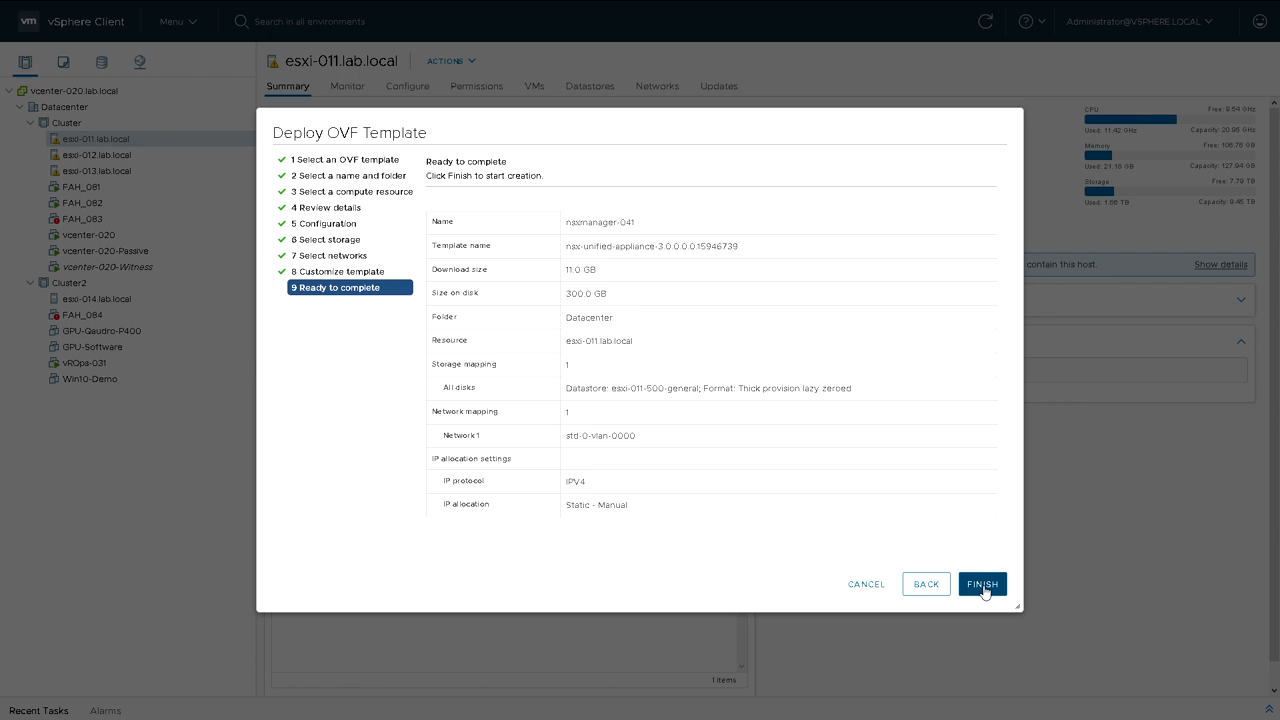 vm vSphere Client Menu Search in all environments Administrator@VSPHERE.LOCAL
esxi-011.lab.local ACTIONS
Summary Monitor Configure Permissions VMs Datastores Networks Updates
vcenter-020.lab.local
Datacenter
Cluster
esxi-011.lab.local
esxi-012.lab.local
esxi-013.lab.local
FAH_081
FAH_082
FAH_083
vcenter-020
vcenter-020-Passive
vcenter-020-Witness
Cluster2
esxi-014.lab.local
FAH_084
GPU-Qaudro-P400
GPU-Software
vROps-031
Win10-Demo
CPU Free: 9.54 GHz
Used: 11.42 GHz Capacity: 20.95 GHz
Memory Free: 106.76 GB
Used: 21.18 GB Capacity: 127.94 GB
Storage Free: 7.79 TB
Used: 1.66 TB Capacity: 9.45 TB
contain this host. Show details
Deploy OVF Template
1 Select an OVF template
2 Select a name and folder
3 Select a compute resource
4 Review details
5 Configuration
6 Select storage
7 Select networks
8 Customize template
9 Ready to complete
Ready to complete
Click Finish to start creation.
Name nsxmanager-041
Template name nsx-unified-appliance-3.0.0.0.0.15946739
Download size 11.0 GB
Size on disk 300.0 GB
Folder Datacenter
Resource esxi-011.lab.local
Storage mapping 1
All disks Datastore: esxi-011-500-general; Format: Thick provision lazy zeroed
Network mapping 1
Network 1 std-0-vlan-0000
IP allocation settings
IP protocol IPV4
IP allocation Static - Manual
CANCEL BACK FINISH
1 items
Recent Tasks Alarms